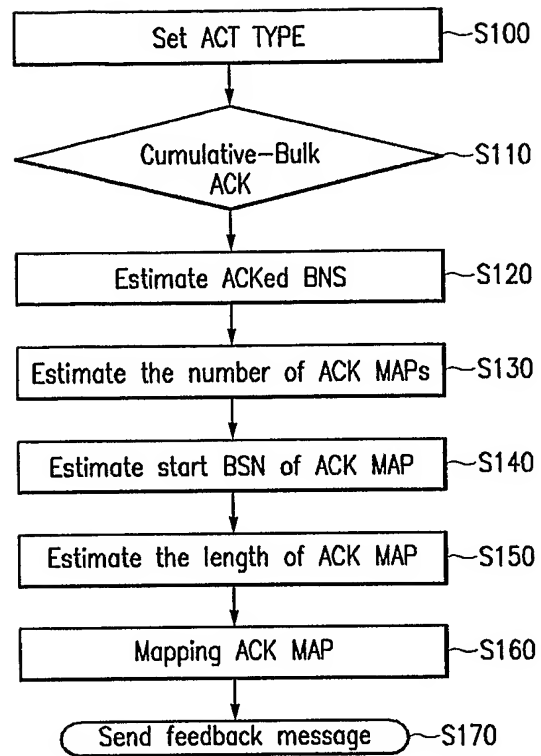 Set ACT TYPE
S100
Cumulative-Bulk
ACK
S110
Estimate ACKed BNS
S120
Estimate the number of ACK MAPs
S130
Estimate start BSN of ACK MAP
S140
Estimate the length of ACK MAP
S150
Mapping ACK MAP
S160
Send feedback message
S170